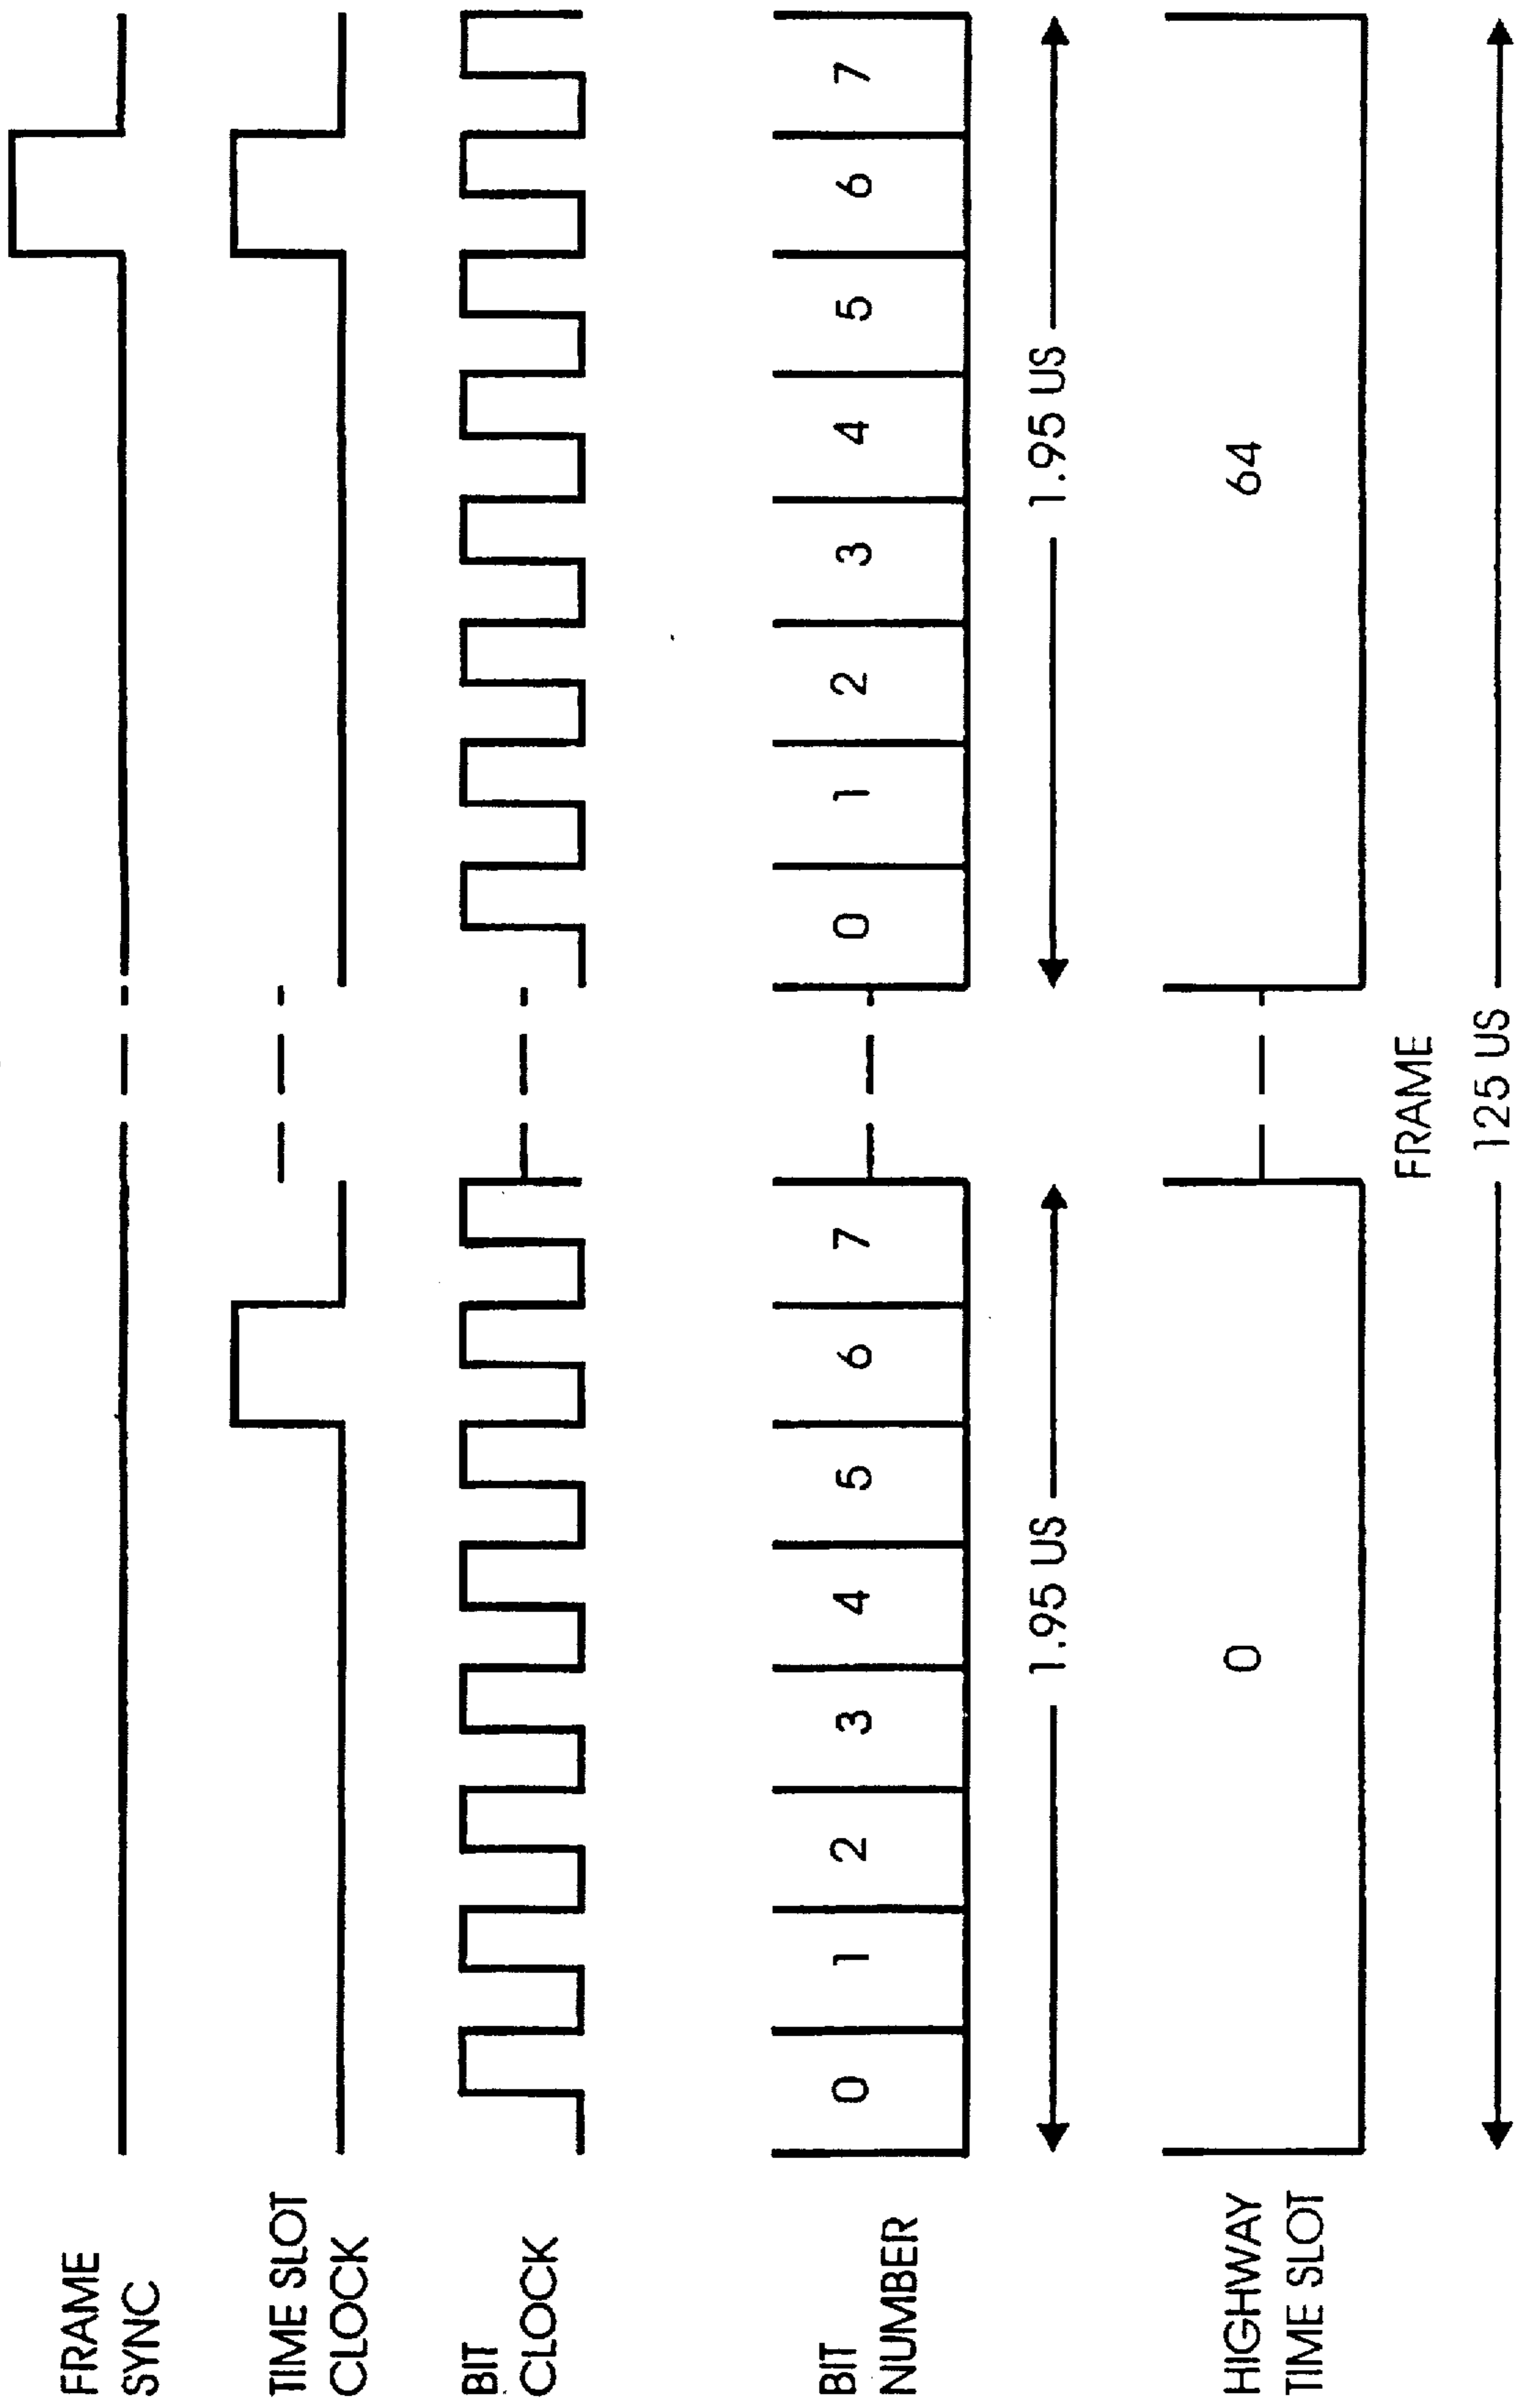 FRAME
SYNC
TIME SLOT
CLOCK
BIT
CLOCK
BIT
NUMBER
0 1 2 3 4 5 6 7 0 1 2 3 4 5 6 7
1.95 US 1.95 US
HIGHWAY
TIME SLOT
0 64
FRAME
125 US